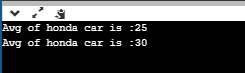 Avg of honda car is :25
Avg of honda car is :30